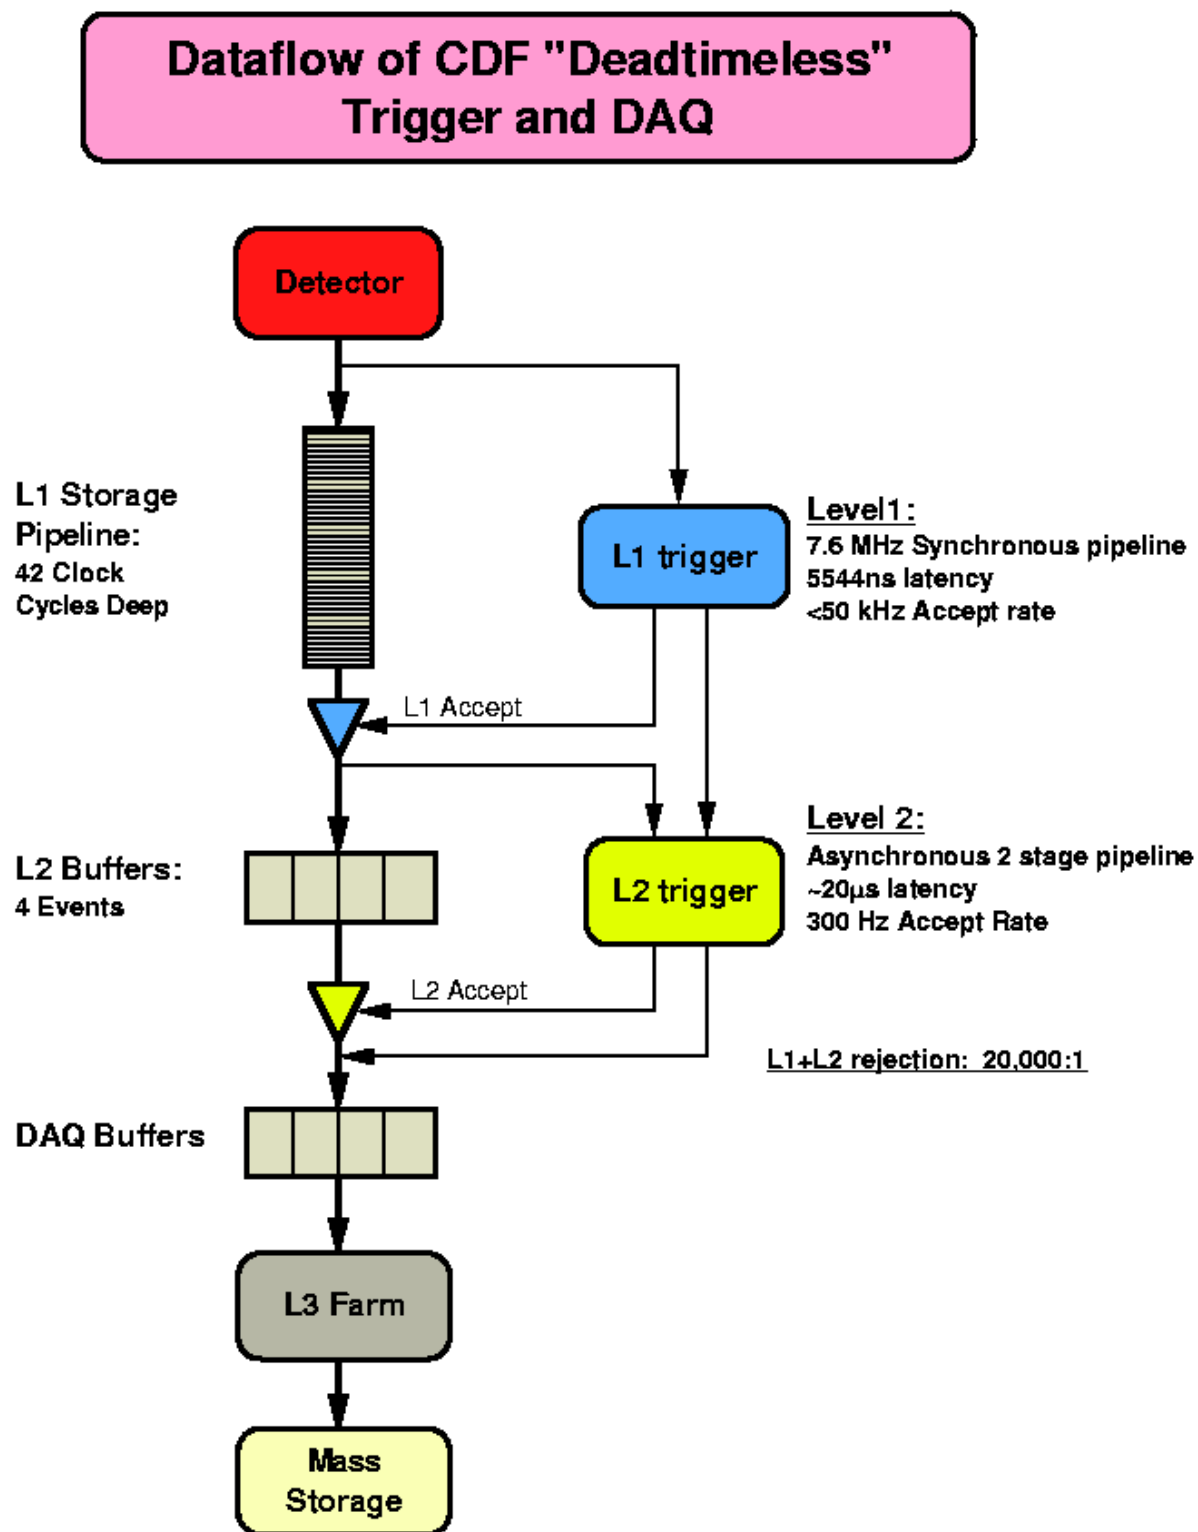 Dataflow of CDF "Deadtimeless"
Trigger and DAQ
Detector
L1 Storage
Pipeline:
42 Clock
Cycles Deep
L1 trigger
Level1:
7.6 MHz Synchronous pipeline
5544ns latency
<50 kHz Accept rate
L1 Accept
L2 Buffers:
4 Events
L2 trigger
Level 2:
Asynchronous 2 stage pipeline
~20µs latency
300 Hz Accept Rate
L2 Accept
L1+L2 rejection: 20,000:1
DAQ Buffers
L3 Farm
Mass
Storage